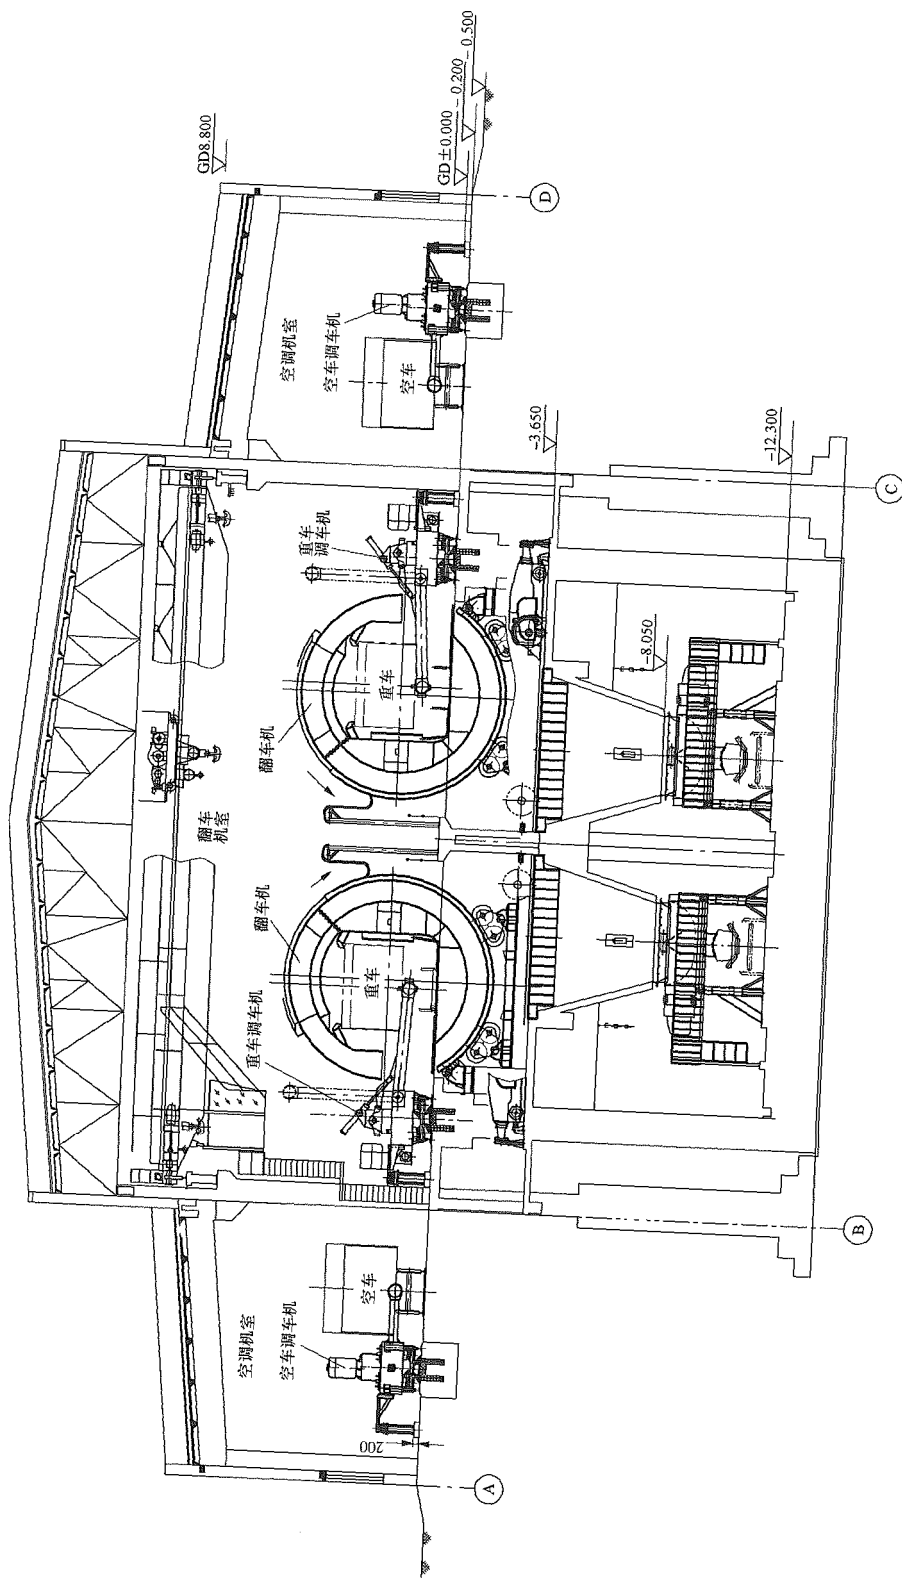 GD8.800
GD±0.000
-0.200
-0.500
D
空调机室
空车调车机
空车
-3.650
-12.300
C
重车
调车机
重车
翻车机
-8.050
翻车
机室
翻车机
重车
重车调车机
B
空调机室
空车调车机
空车
200
A